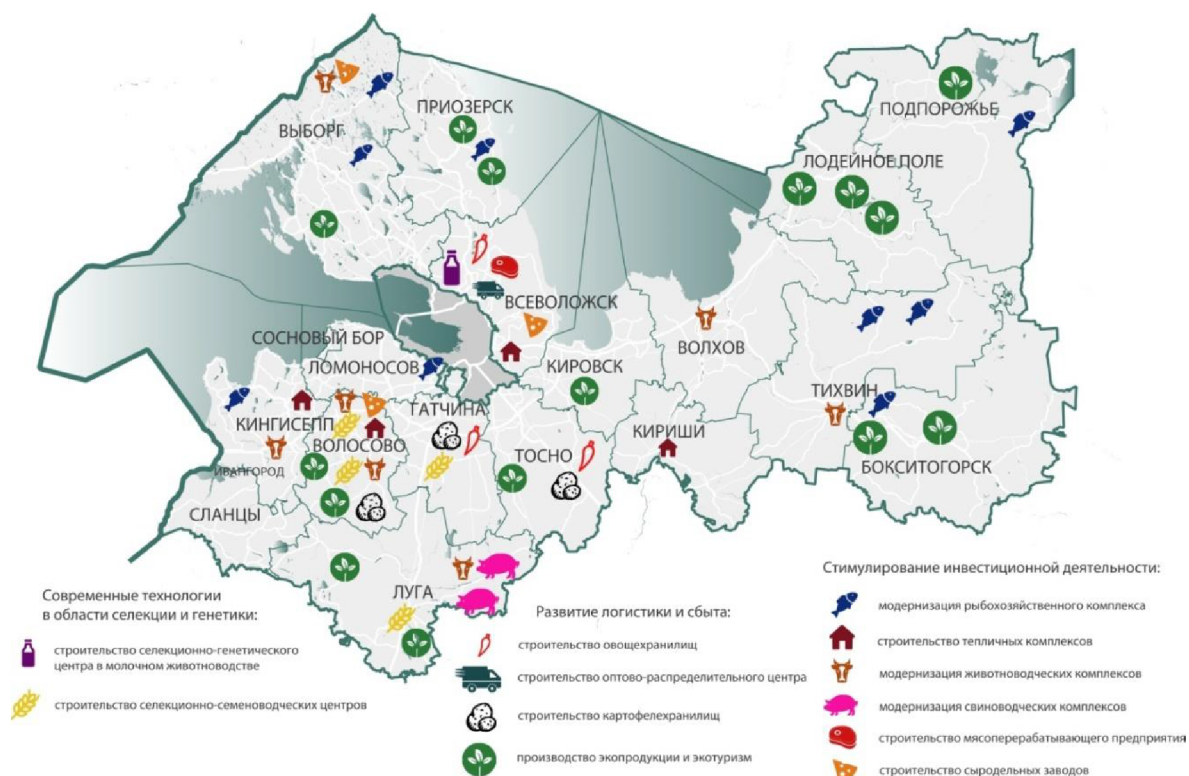 ПОДПОРОЖЬЕ
ПРИОЗЕРСК
ВЫБОРГ
ЛОДЕЙНОЕ ПОЛЕ
ВСЕВОЛОЖСК
СОСНОВЫЙ БОР
ВОЛХОВ
ЛОМОНОСОВ
КИРОВСК
ТИХВИН
ГАТЧИНА
КИНГИСЕПП
КИРИШИ
ВОЛОСОВО
ТОСНО
БОКСИТОГОРСК
ИВАНГОРОД
СЛАНЦЫ
ЛУГА
Современные технологии
в области селекции и генетики:
строительство селекционно-генетического
центра в молочном животноводстве
строительство селекционно-семеноводческих центров
Развитие логистики и сбыта:
строительство овощехранилищ
строительство оптово-распределительного центра
строительство картофелехранилищ
производство экопродукции и экотуризм
Стимулирование инвестиционной деятельности:
модернизация рыбохозяйственного комплекса
строительство тепличных комплексов
модернизация животноводческих комплексов
модернизация свиноводческих комплексов
строительство мясоперерабатывающего предприятия
строительство сыродельных заводов